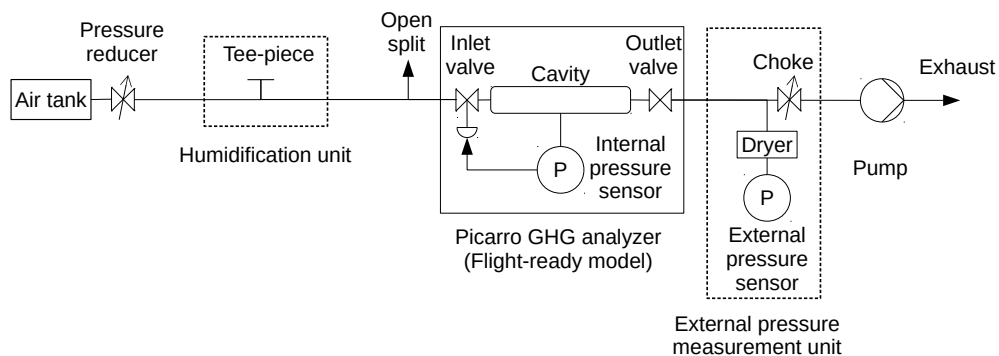 Pressure
reducer
Air tank
Tee-piece
Humidification unit
Open
split
Inlet
valve
Cavity
Outlet
valve
P
Internal
pressure
sensor
Picarro GHG analyzer
(Flight-ready model)
Choke
Dryer
P
External
pressure
sensor
External pressure
measurement unit
Pump
Exhaust